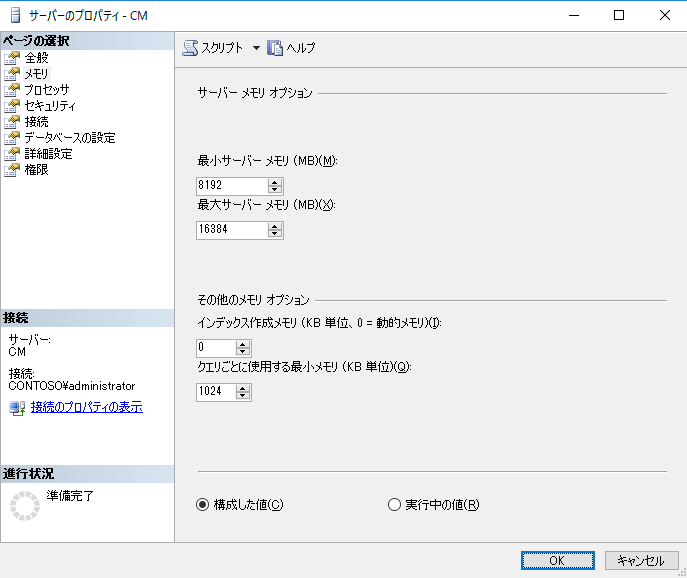 サーバーのプロパティ - CM
ページの選択
全般
メモリ
プロセッサ
セキュリティ
接続
データベースの設定
詳細設定
権限
接続
サーバー:
CM
接続:
CONTOSO¥administrator
接続のプロパティの表示
進行状況
準備完了
スクリプト ヘルプ
サーバー メモリ オプション
最小サーバー メモリ (MB)(M):
8192
最大サーバー メモリ (MB)(X):
16384
その他のメモリ オプション
インデックス作成メモリ (KB 単位、0 = 動的メモリ)(I):
0
クエリごとに使用する最小メモリ (KB 単位)(Q):
1024
構成した値(C) 実行中の値(R)
OK キャンセル